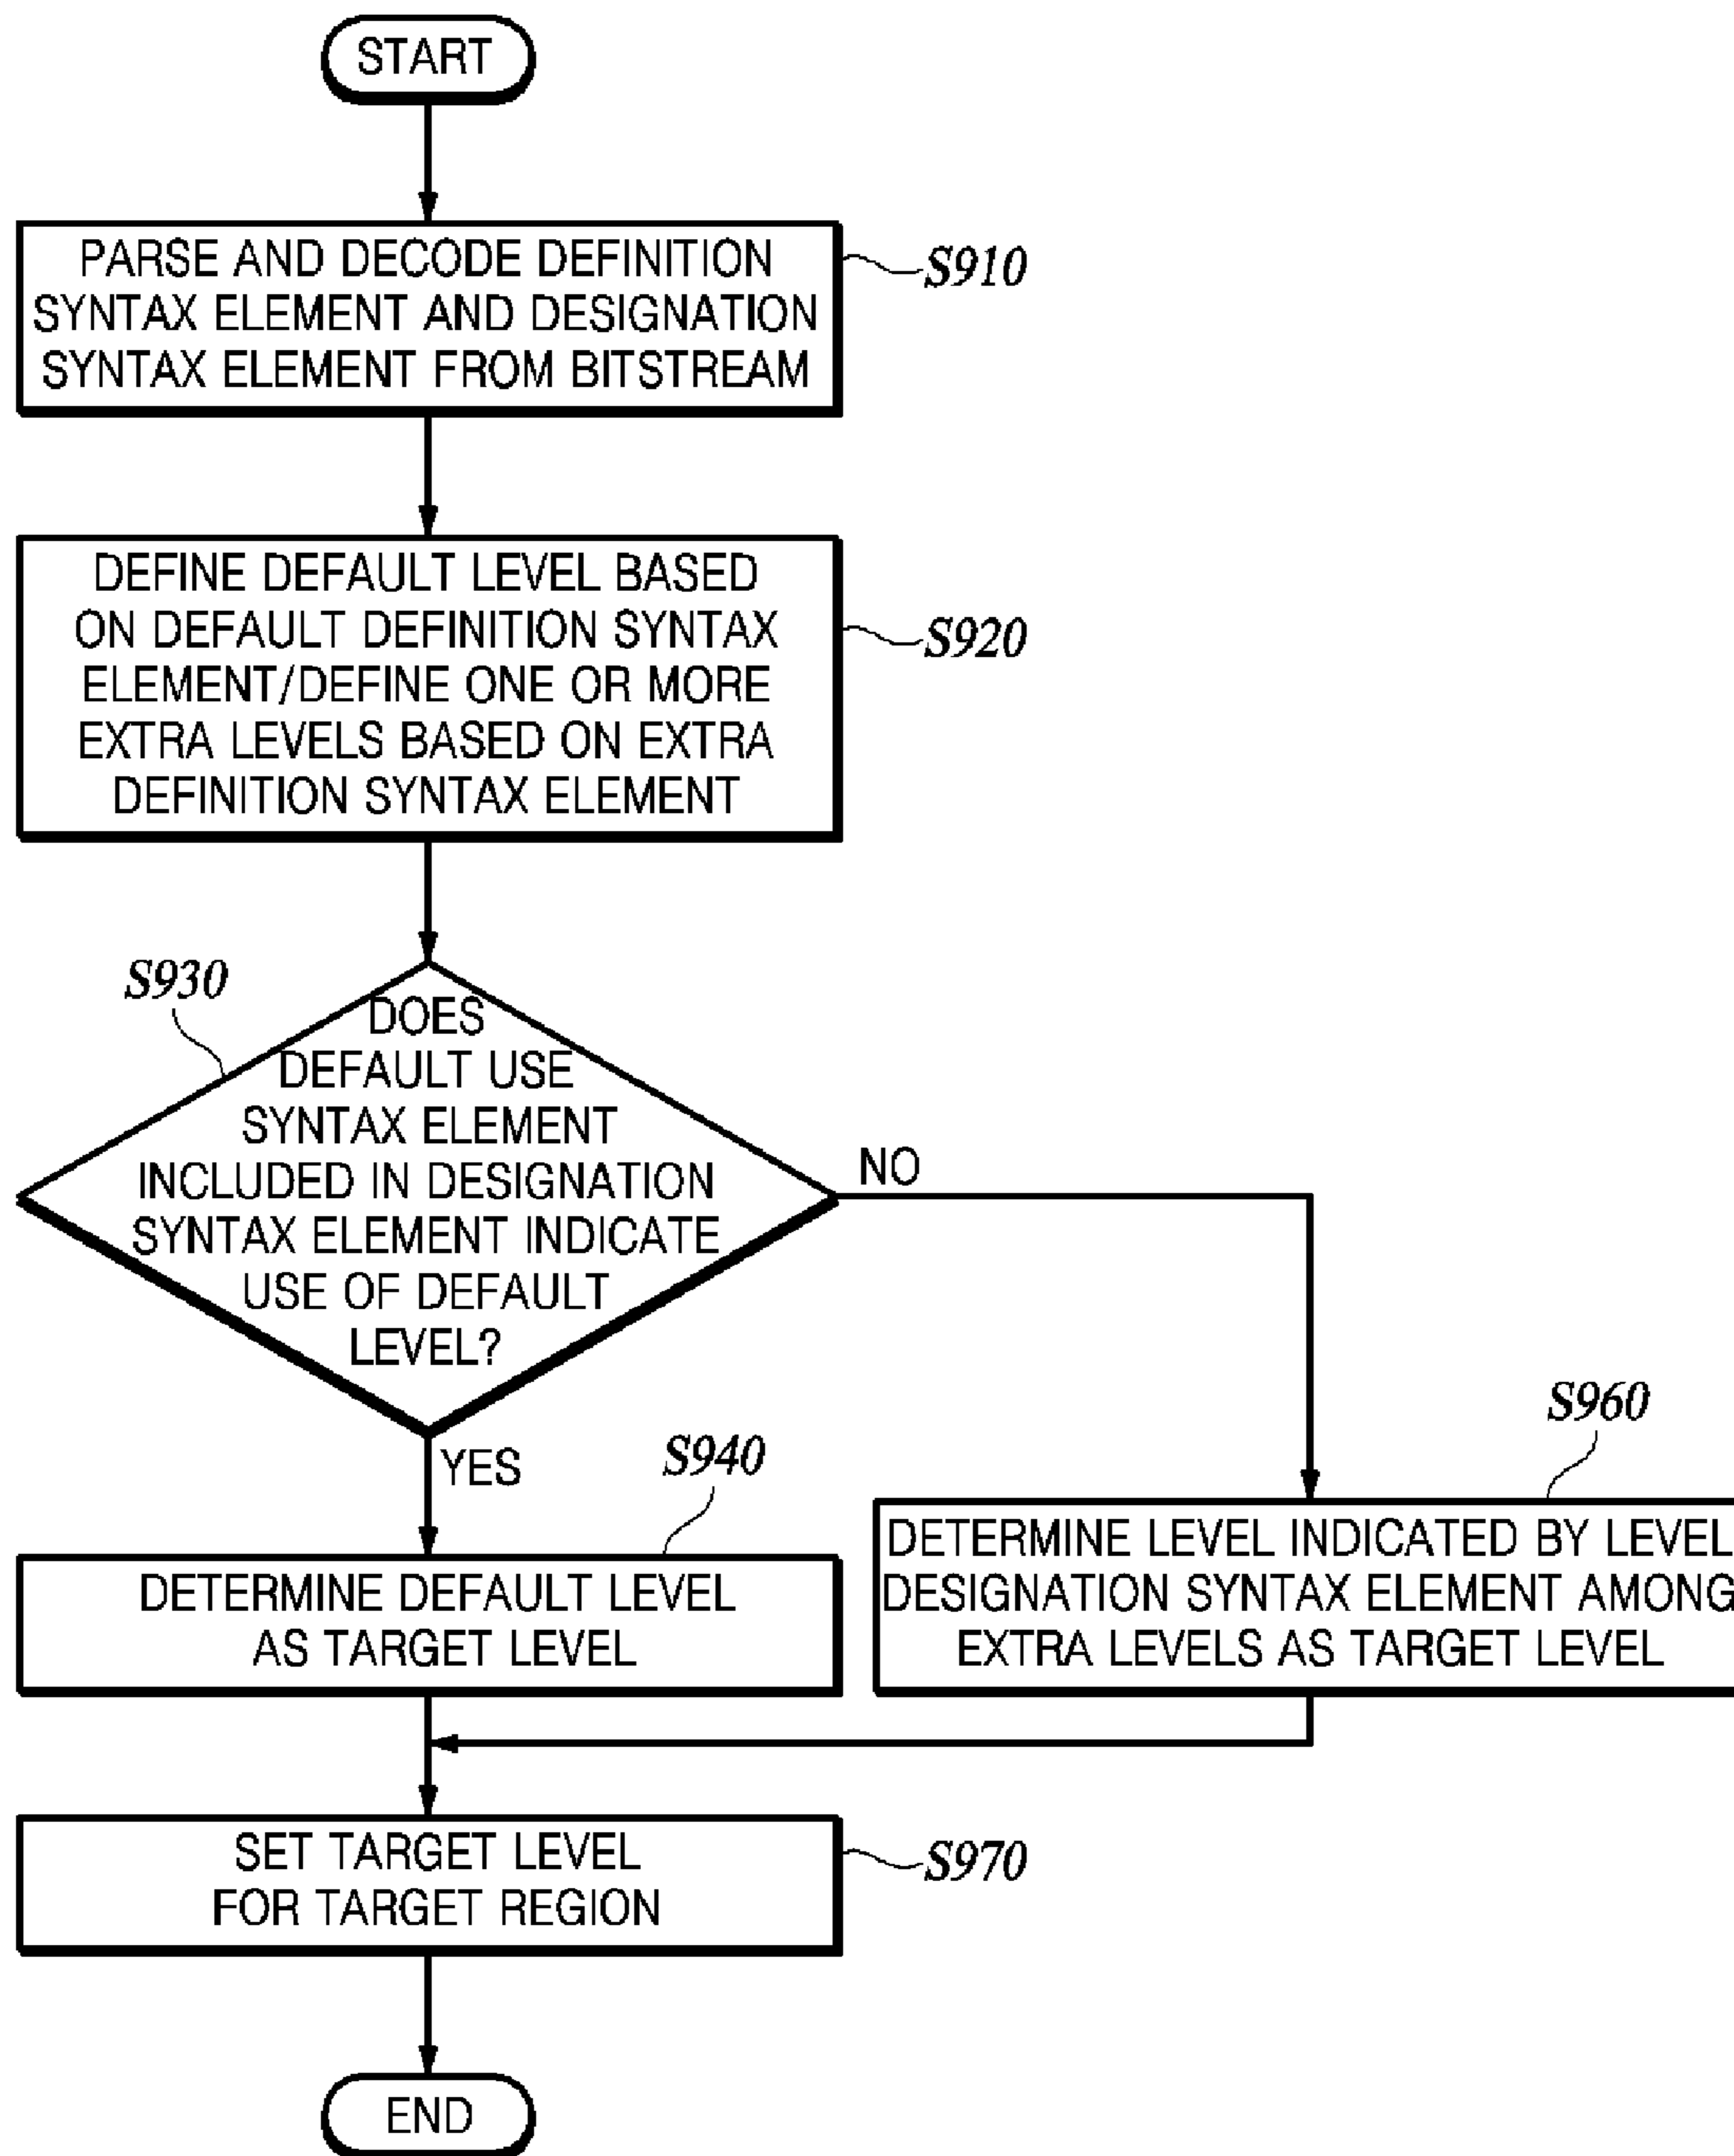 START
PARSE AND DECODE DEFINITION
SYNTAX ELEMENT AND DESIGNATION
SYNTAX ELEMENT FROM BITSTREAM
S910
DEFINE DEFAULT LEVEL BASED
ON DEFAULT DEFINITION SYNTAX
ELEMENT/DEFINE ONE OR MORE
EXTRA LEVELS BASED ON EXTRA
DEFINITION SYNTAX ELEMENT
S920
S930
DOES
DEFAULT USE
SYNTAX ELEMENT
INCLUDED IN DESIGNATION
SYNTAX ELEMENT INDICATE
USE OF DEFAULT
LEVEL?
NO
YES
S940
DETERMINE DEFAULT LEVEL
AS TARGET LEVEL
S960
DETERMINE LEVEL INDICATED BY LEVEL
DESIGNATION SYNTAX ELEMENT AMONG
EXTRA LEVELS AS TARGET LEVEL
SET TARGET LEVEL
FOR TARGET REGION
S970
END